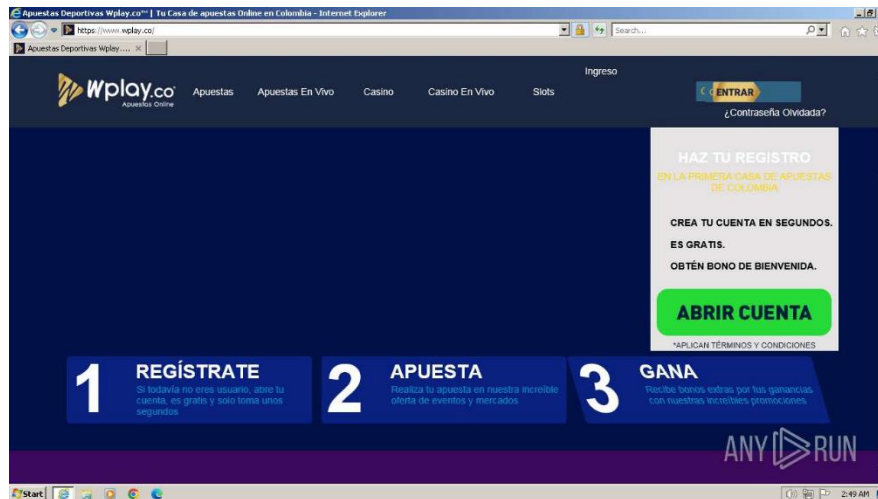 Apuestas Deportivas Wplay.co™ | Tu Casa de apuestas Online en Colombia - Internet Explorer
https://www.wplay.co/
Search...
Apuestas Deportivas Wplay....
Ingreso
Wplay.co
Apuestas Online
Apuestas
Apuestas En Vivo
Casino
Casino En Vivo
Slots
ENTRAR
¿Contraseña Olvidada?
HAZ TU REGISTRO
EN LA PRIMERA CASA DE APUESTAS
DE COLOMBIA
CREA TU CUENTA EN SEGUNDOS.
ES GRATIS.
OBTÉN BONO DE BIENVENIDA.
ABRIR CUENTA
*APLICAN TÉRMINOS Y CONDICIONES
1
REGÍSTRATE
Si todavía no eres usuario, abre tu
cuenta, es gratis y solo toma unos
segundos
2
APUESTA
Realiza tu apuesta en nuestra increíble
oferta de eventos y mercados
3
GANA
Recibe bonos extras por tus ganancias
con nuestras increíbles promociones
ANY RUN
Start
2:49 AM